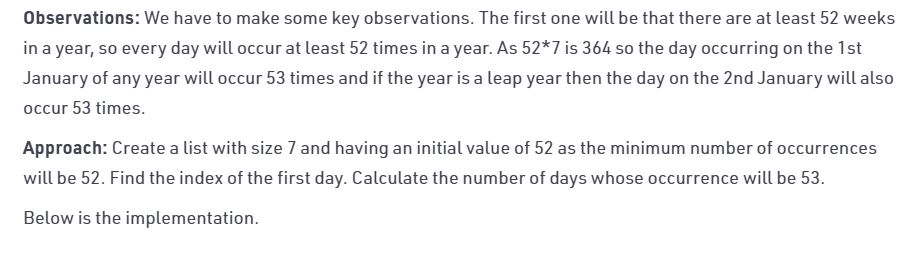 Observations: We have to make some key observations. The first one will be that there are at least 52 weeks
in a year, so every day will occur at least 52 times in a year. As 52*7 is 364 so the day occurring on the 1st
January of any year will occur 53 times and if the year is a leap year then the day on the 2nd January will also
occur 53 times.
Approach: Create a list with size 7 and having an initial value of 52 as the minimum number of occurrences
will be 52. Find the index of the first day. Calculate the number of days whose occurrence will be 53.
Below is the implementation.